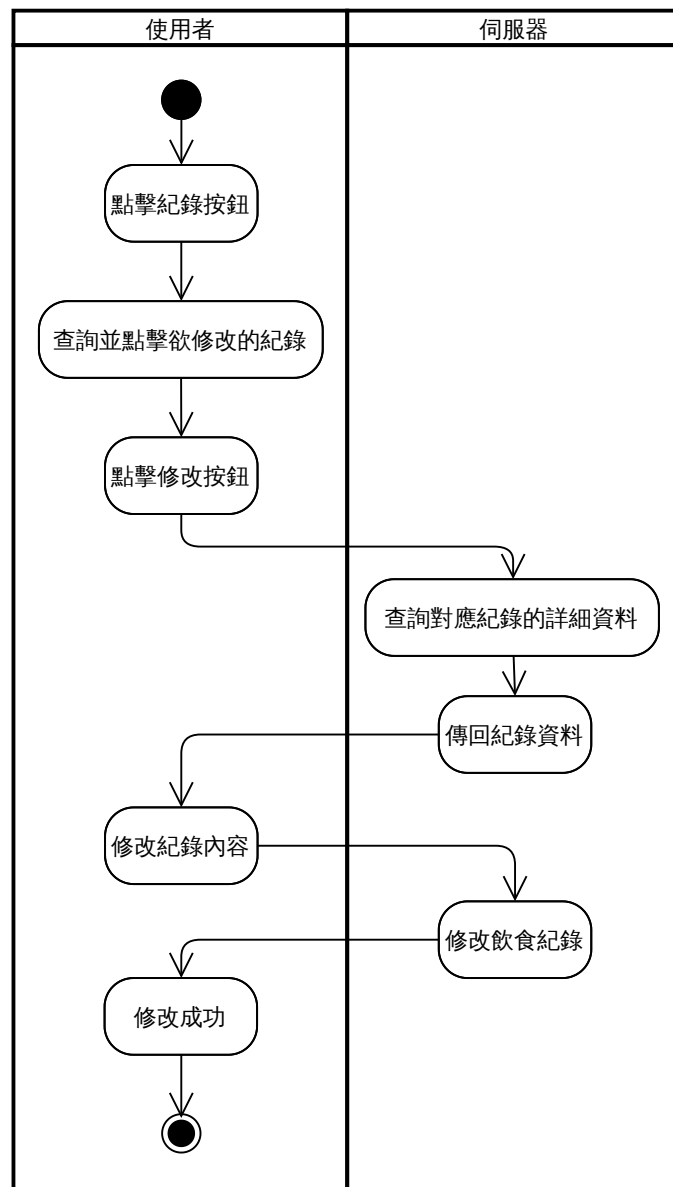 使用者
伺服器
點擊紀錄按鈕
查詢並點擊欲修改的紀錄
點擊修改按鈕
查詢對應紀錄的詳細資料
傳回紀錄資料
修改紀錄內容
修改飲食紀錄
修改成功